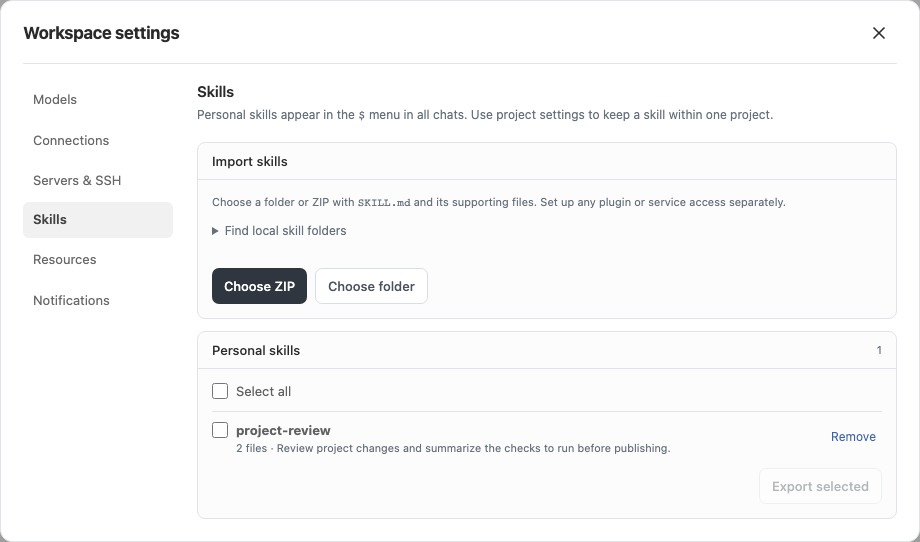 Workspace settings
Models
Connections
Servers & SSH
Skills
Resources
Notifications
Skills
Personal skills appear in the $ menu in all chats. Use project settings to keep a skill within one project.
Import skills
Choose a folder or ZIP with SKILL.md and its supporting files. Set up any plugin or service access separately.
Find local skill folders
Choose ZIP
Choose folder
Personal skills
1
Select all
project-review
2 files · Review project changes and summarize the checks to run before publishing.
Remove
Export selected